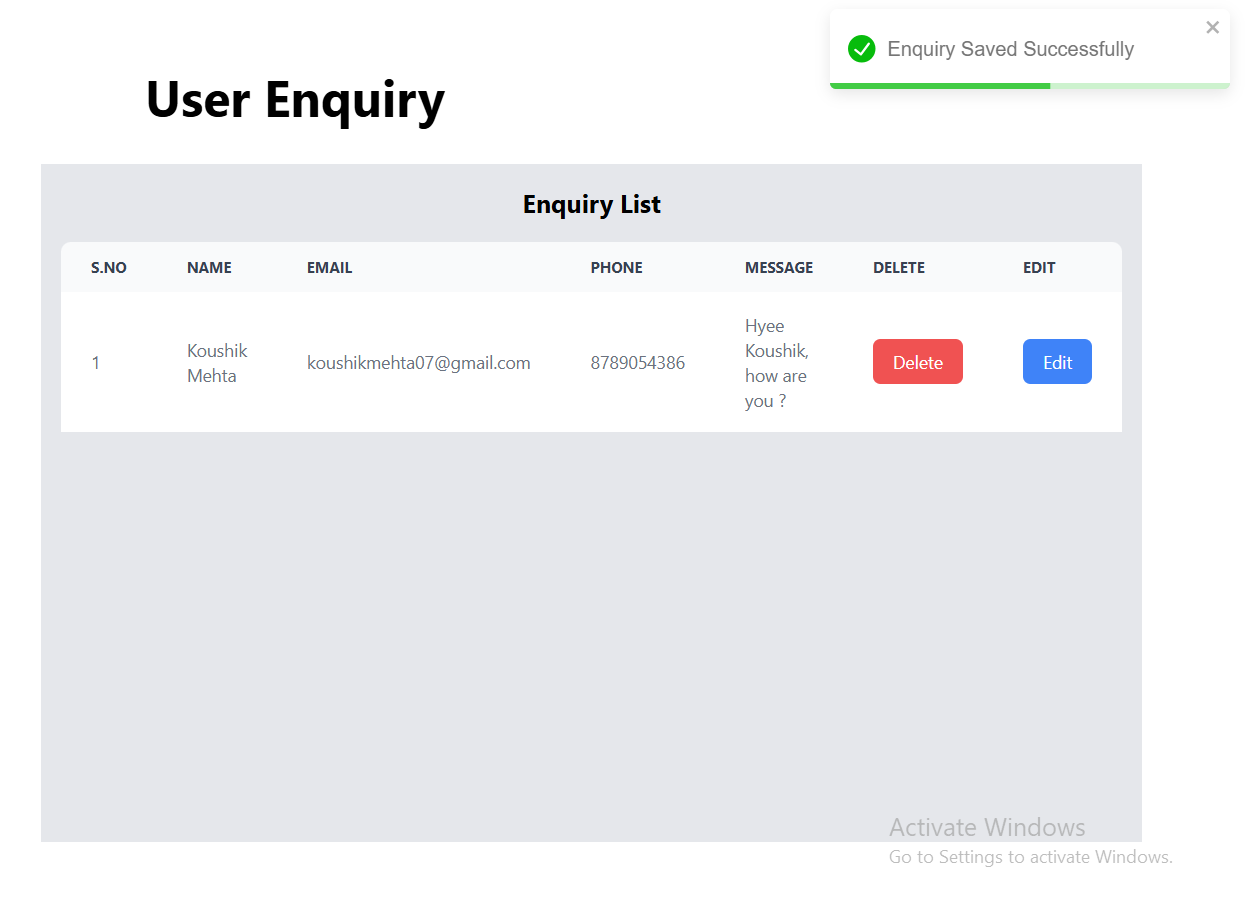 Enquiry Saved Successfully
User Enquiry
Enquiry List
S.NO NAME EMAIL PHONE MESSAGE DELETE EDIT
1 Koushik Mehta koushikmehta07@gmail.com 8789054386 Hyee Koushik, how are you ? Delete Edit
Activate Windows
Go to Settings to activate Windows.